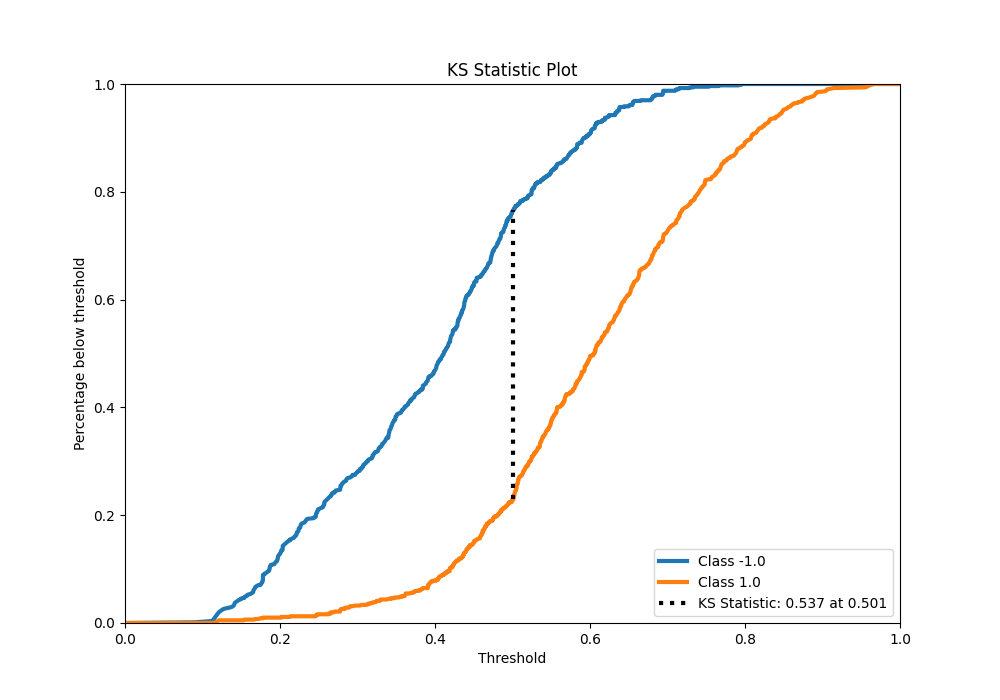 KS Statistic Plot
1.0
0.8
0.6
0.4
0.2
0.0
Percentage below threshold
0.0 0.2 0.4 0.6 0.8 1.0
Threshold
Class -1.0
Class 1.0
KS Statistic: 0.537 at 0.501